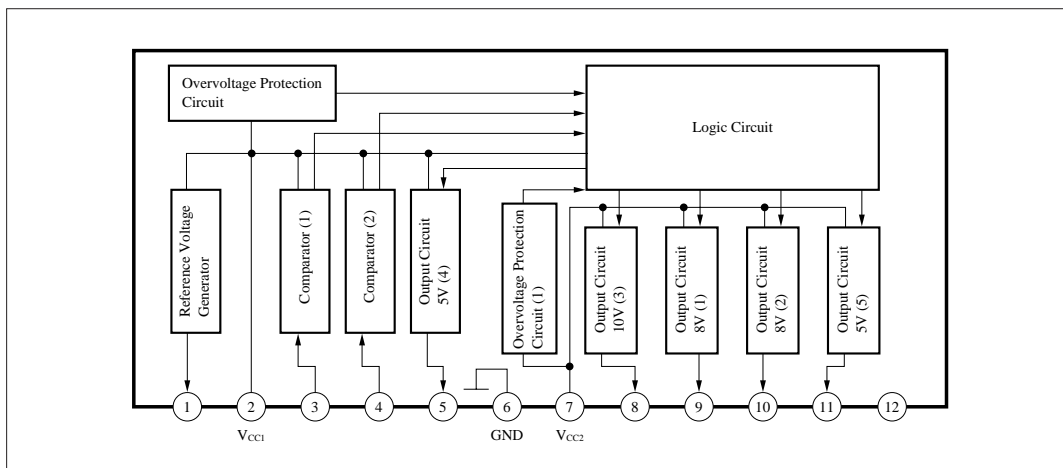 Overvoltage Protection
Circuit
Logic Circuit
Reference Voltage
Generator
Comparator (1)
Comparator (2)
Output Circuit
5V (4)
Overvoltage Protection
Circuit (1)
Output Circuit
10V (3)
Output Circuit
8V (1)
Output Circuit
8V (2)
Output Circuit
5V (5)
1 2 3 4 5 6 7 8 9 10 11 12
VCC1 GND VCC2